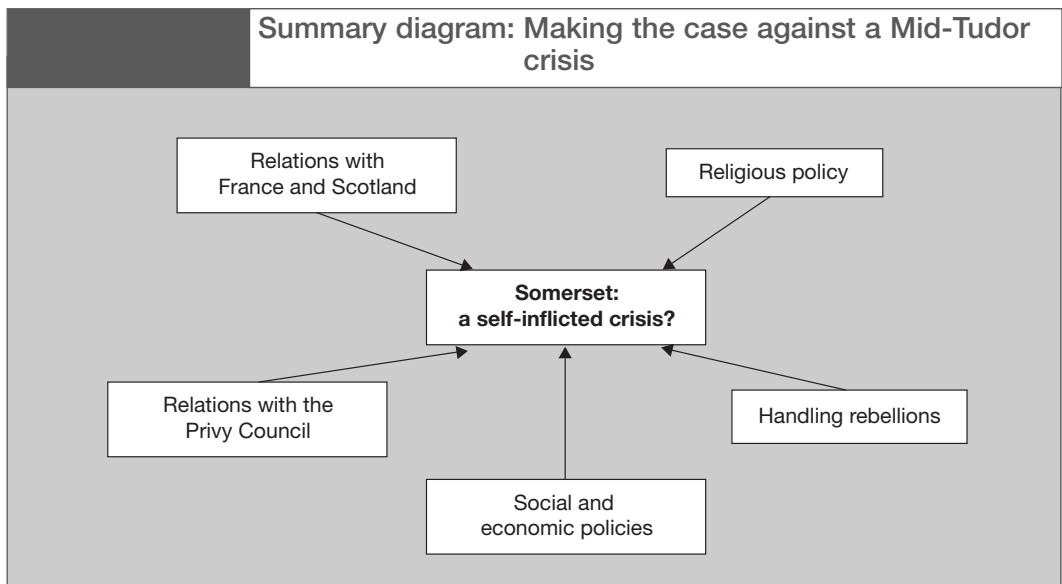 Summary diagram: Making the case against a Mid-Tudor
crisis
Relations with
France and Scotland
Religious policy
Somerset:
a self-inflicted crisis?
Relations with the
Privy Council
Handling rebellions
Social and
economic policies